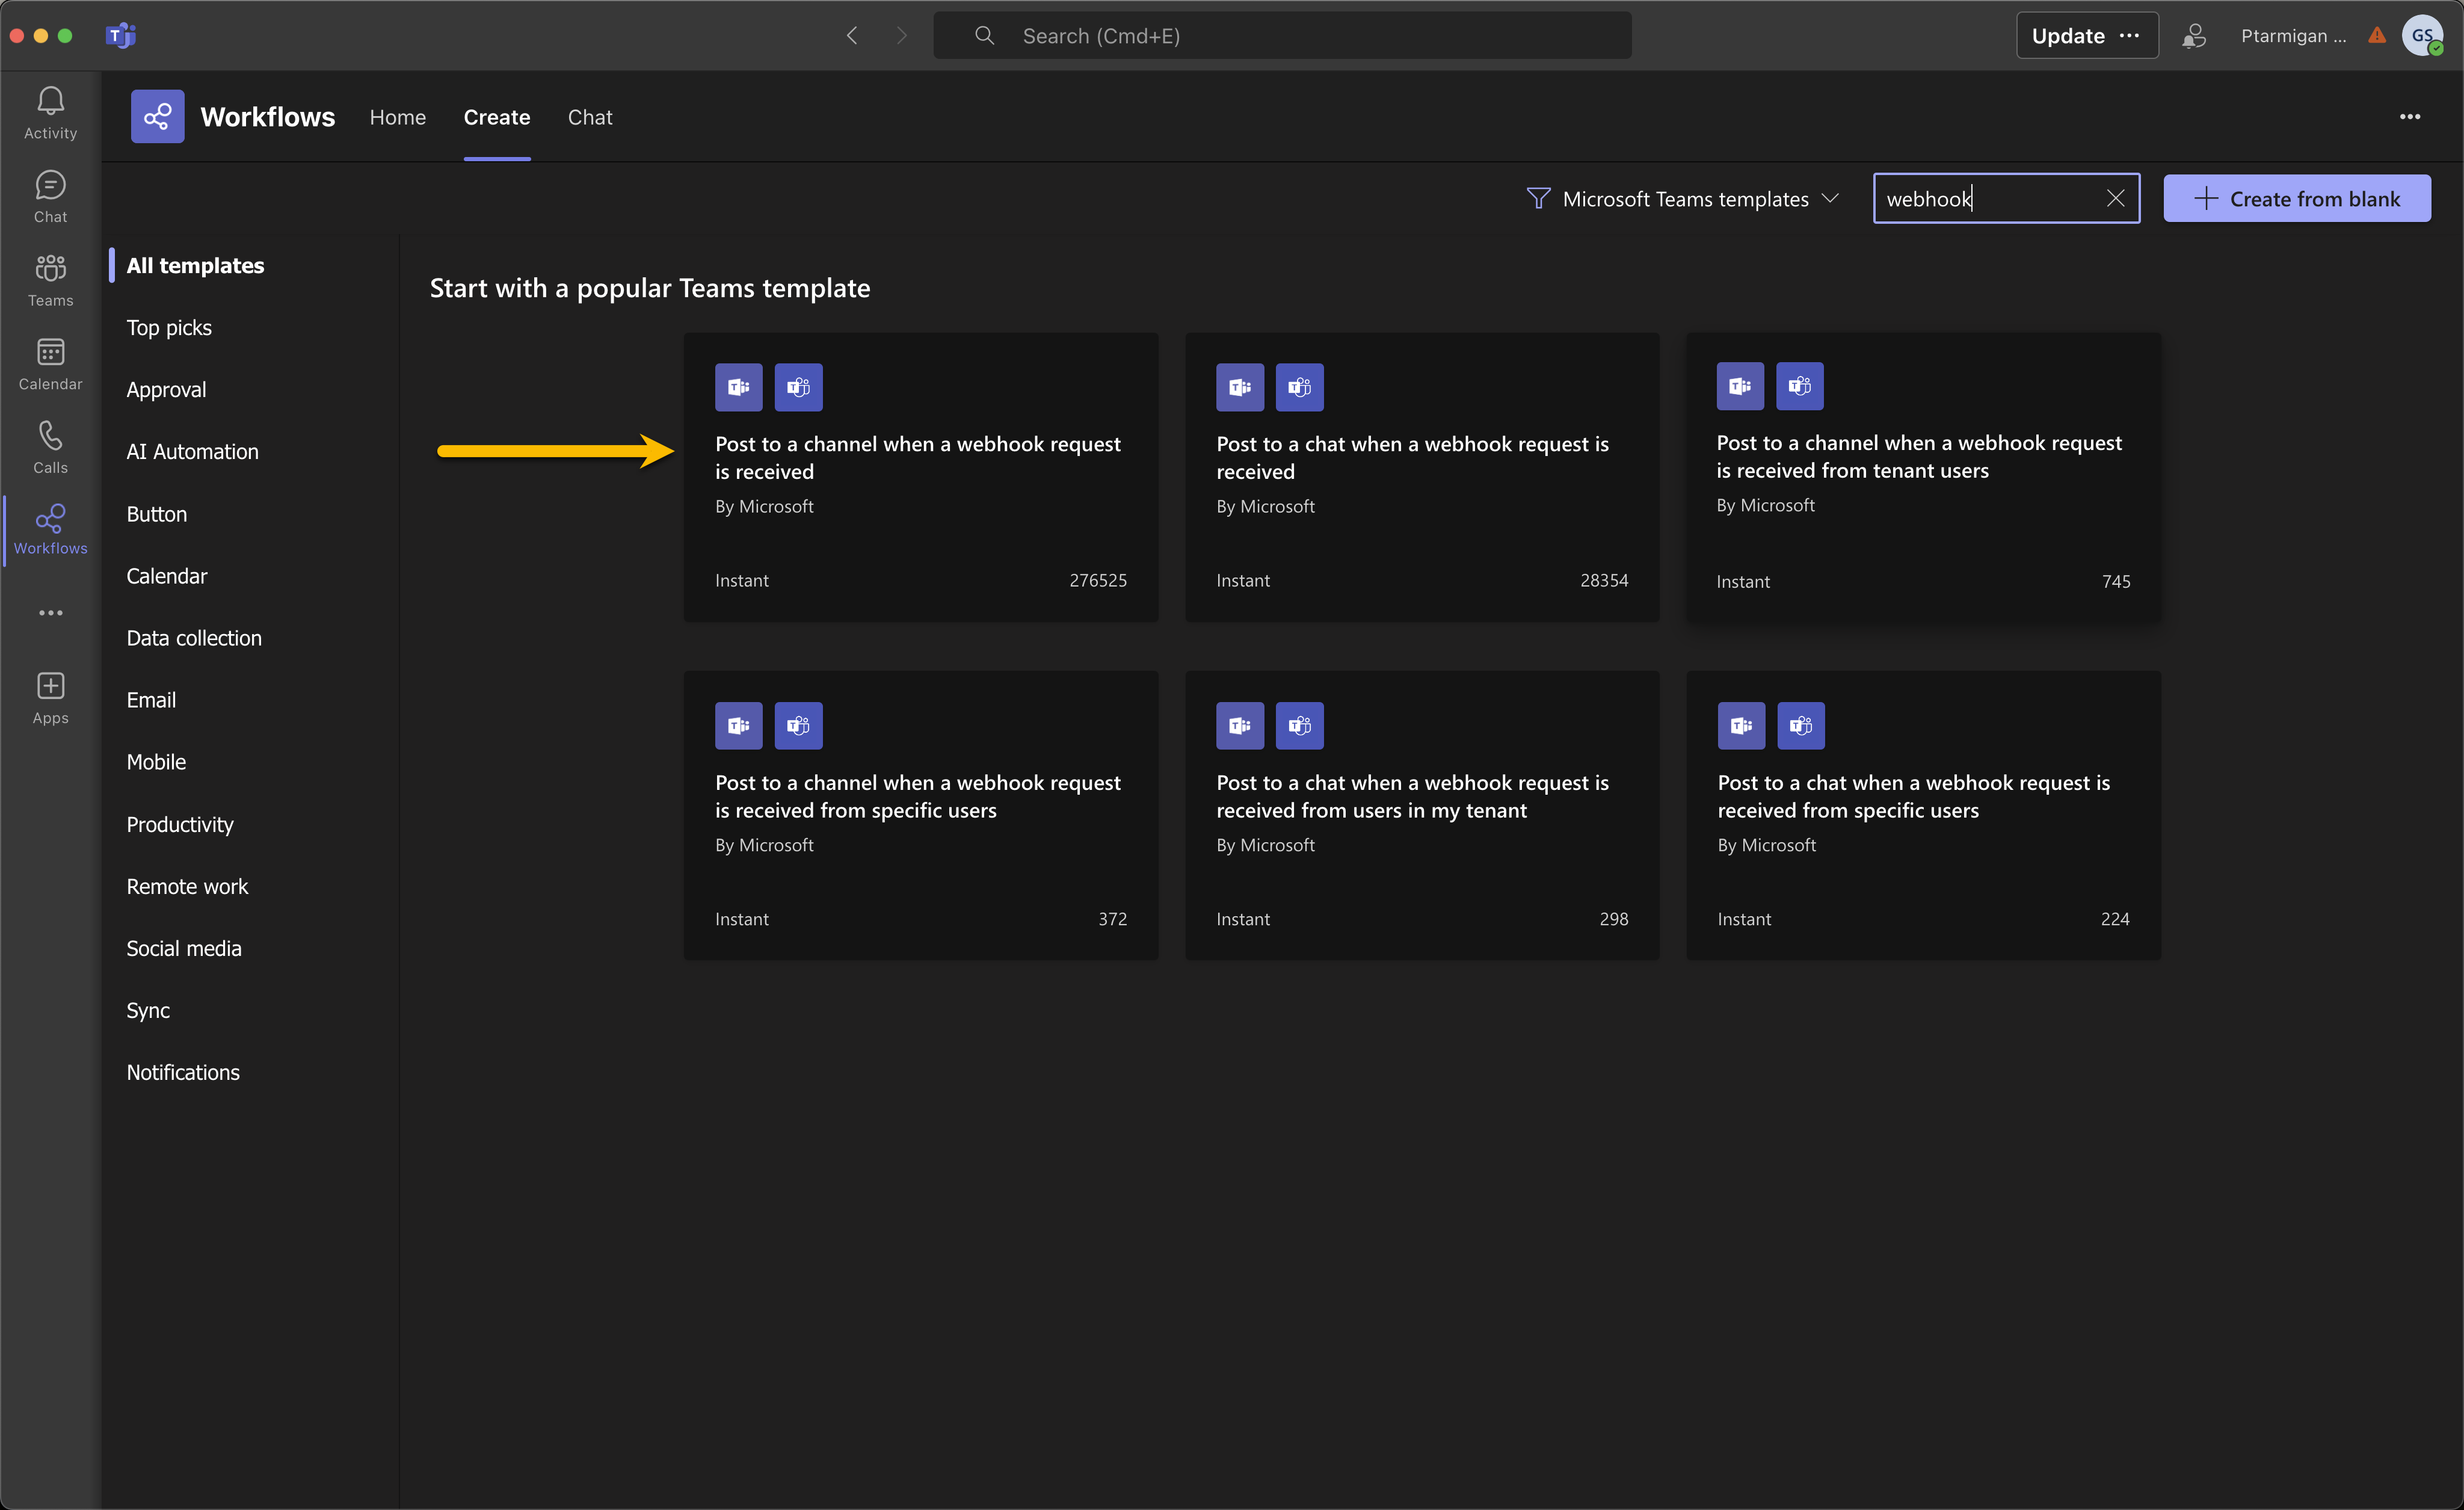 Search (Cmd+E)
Update
Ptarmigan ...
GS
Activity
Chat
Teams
Calendar
Calls
Workflows
Apps
Workflows
Home
Create
Chat
Microsoft Teams templates
webhook
Create from blank
All templates
Top picks
Approval
AI Automation
Button
Calendar
Data collection
Email
Mobile
Productivity
Remote work
Social media
Sync
Notifications
Start with a popular Teams template
Post to a channel when a webhook request
is received
By Microsoft
Instant
276525
Post to a chat when a webhook request is
received
By Microsoft
Instant
28354
Post to a channel when a webhook request
is received from tenant users
By Microsoft
Instant
745
Post to a channel when a webhook request
is received from specific users
By Microsoft
Instant
372
Post to a chat when a webhook request is
received from users in my tenant
By Microsoft
Instant
298
Post to a chat when a webhook request is
received from specific users
By Microsoft
Instant
224